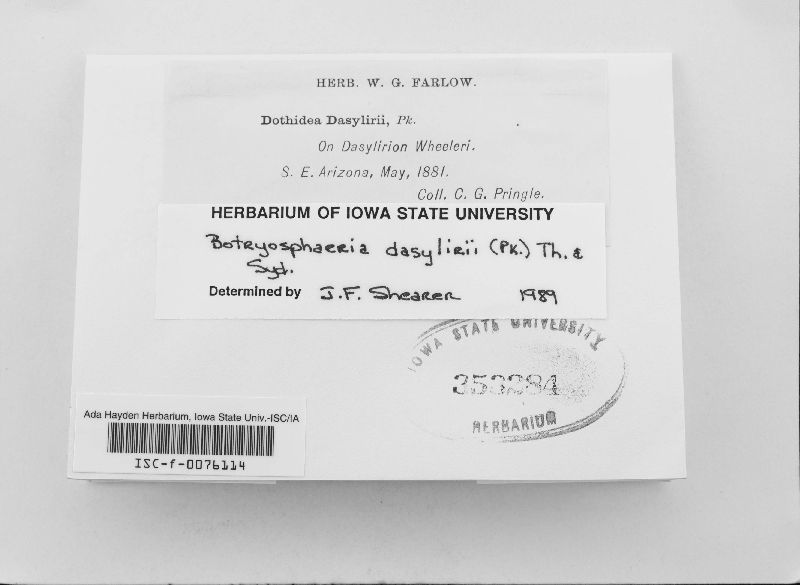 HERB. W. G. FARLOW.
Dothidea Dasylirii, Pk.
On Dasylirion Wheeleri.
S. E. Arizona, May, 1881.
Coll. C. G. Pringle.
HERBARIUM OF IOWA STATE UNIVERSITY
Botryosphaeria dasylirii (Pk.) Th. &
Syd.
Determined by J.F. Shearer 1989
IOWA STATE UNIVERSITY
353284
HERBARIUM
Ada Hayden Herbarium, Iowa State Univ.-ISC/IA
ISC-f-0076114